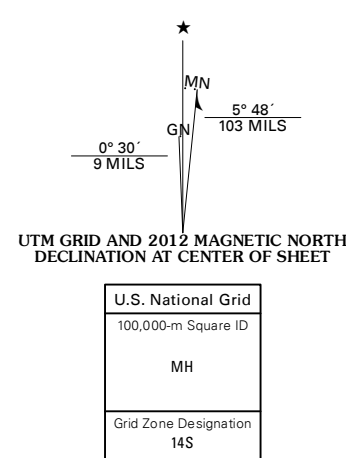 ★
MN
GN
5° 48´
103 MILS
0° 30´
9 MILS
UTM GRID AND 2012 MAGNETIC NORTH
DECLINATION AT CENTER OF SHEET
U.S. National Grid
100,000-m Square ID
MH
Grid Zone Designation
14S